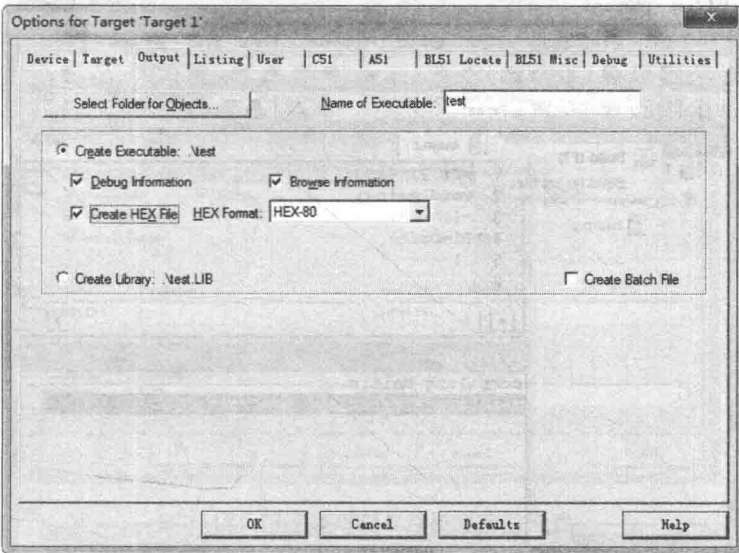 Options for Target 'Target 1'
Device Target Output Listing User C51 A51 BL51 Locate BL51 Misc Debug Utilities
Select Folder for Objects... Name of Executable: test
Create Executable: .\test
Debug Information Browse Information
Create HEX File HEX Format: HEX-80
Create Library: .\test.LIB Create Batch File
OK Cancel Defaults Help